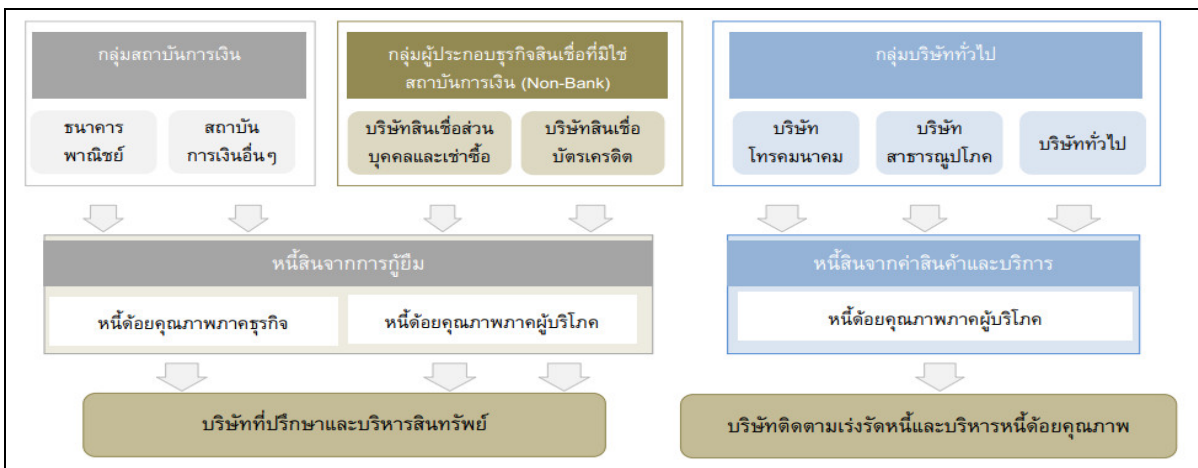 กลุ่มสถาบันการเงิน
ธนาคาร
พาณิชย์
สถาบัน
การเงินอื่นๆ
กลุ่มผู้ประกอบธุรกิจสินเชื่อที่มิใช่
สถาบันการเงิน (Non-Bank)
บริษัทสินเชื่อส่วน
บุคคลและเช่าซื้อ
บริษัทสินเชื่อ
บัตรเครดิต
กลุ่มบริษัททั่วไป
บริษัท
โทรคมนาคม
บริษัท
สาธารณูปโภค
บริษัททั่วไป
หนี้สินจากการกู้ยืม
หนี้ด้อยคุณภาพภาคธุรกิจ
หนี้ด้อยคุณภาพภาคผู้บริโภค
หนี้สินจากค่าสินค้าและบริการ
หนี้ด้อยคุณภาพภาคผู้บริโภค
บริษัทที่ปรึกษาและบริหารสินทรัพย์
บริษัทติดตามเร่งรัดหนี้และบริหารหนี้ด้อยคุณภาพ